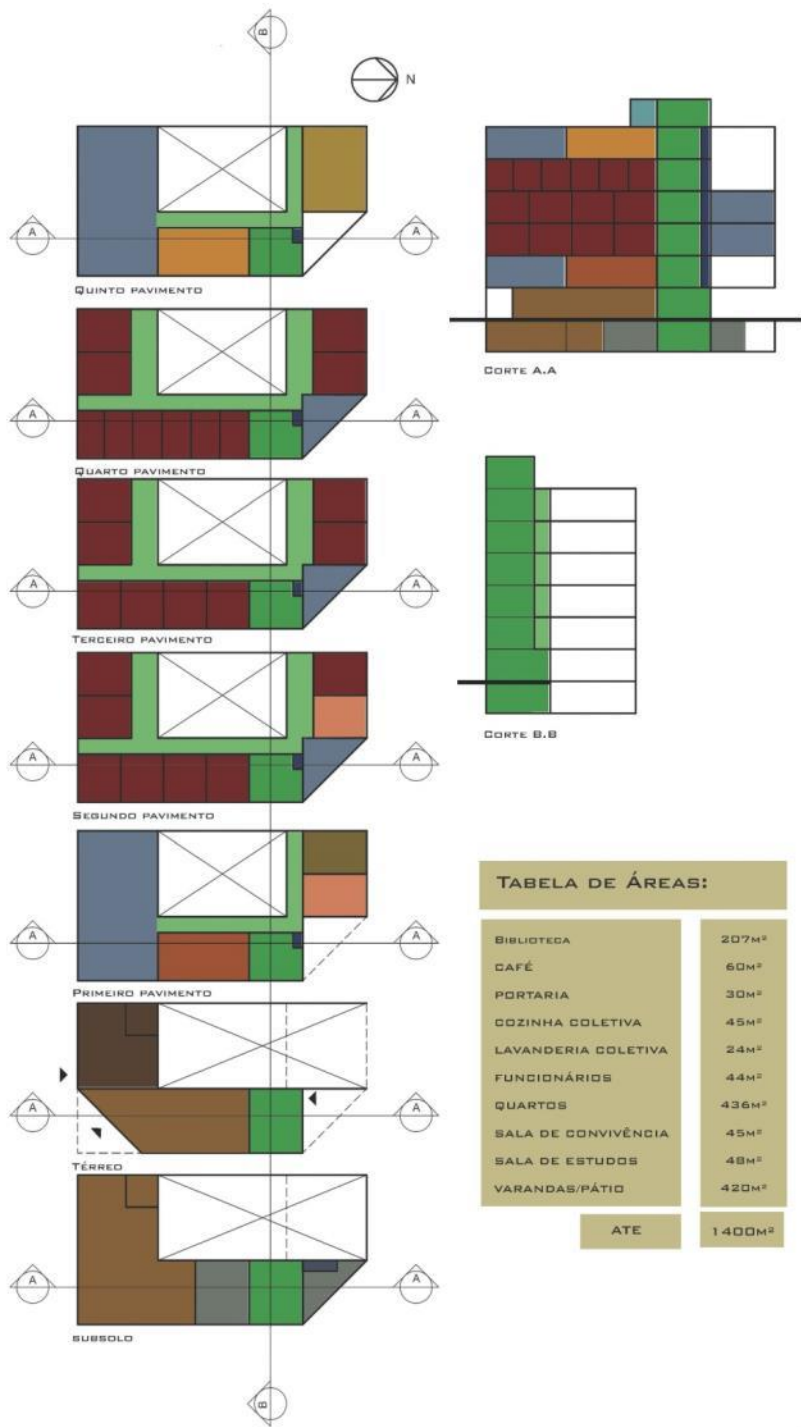 B
N
A A
QUINTO PAVIMENTO
A A
QUARTO PAVIMENTO
A A
TERCEIRO PAVIMENTO
A A
SEGUNDO PAVIMENTO
A A
PRIMEIRO PAVIMENTO
A A
TÉRREO
A A
SUBSOLO
B
CORTE A.A
CORTE B.B
TABELA DE ÁREAS:
BIBLIOTECA 207M²
CAFÉ 60M²
PORTARIA 30M²
COZINHA COLETIVA 45M²
LAVANDERIA COLETIVA 24M²
FUNCIONÁRIOS 44M²
QUARTOS 436M²
SALA DE CONVIVÊNCIA 45M²
SALA DE ESTUDOS 48M²
VARANDAS/PÁTIO 420M²
ATE 1400M²